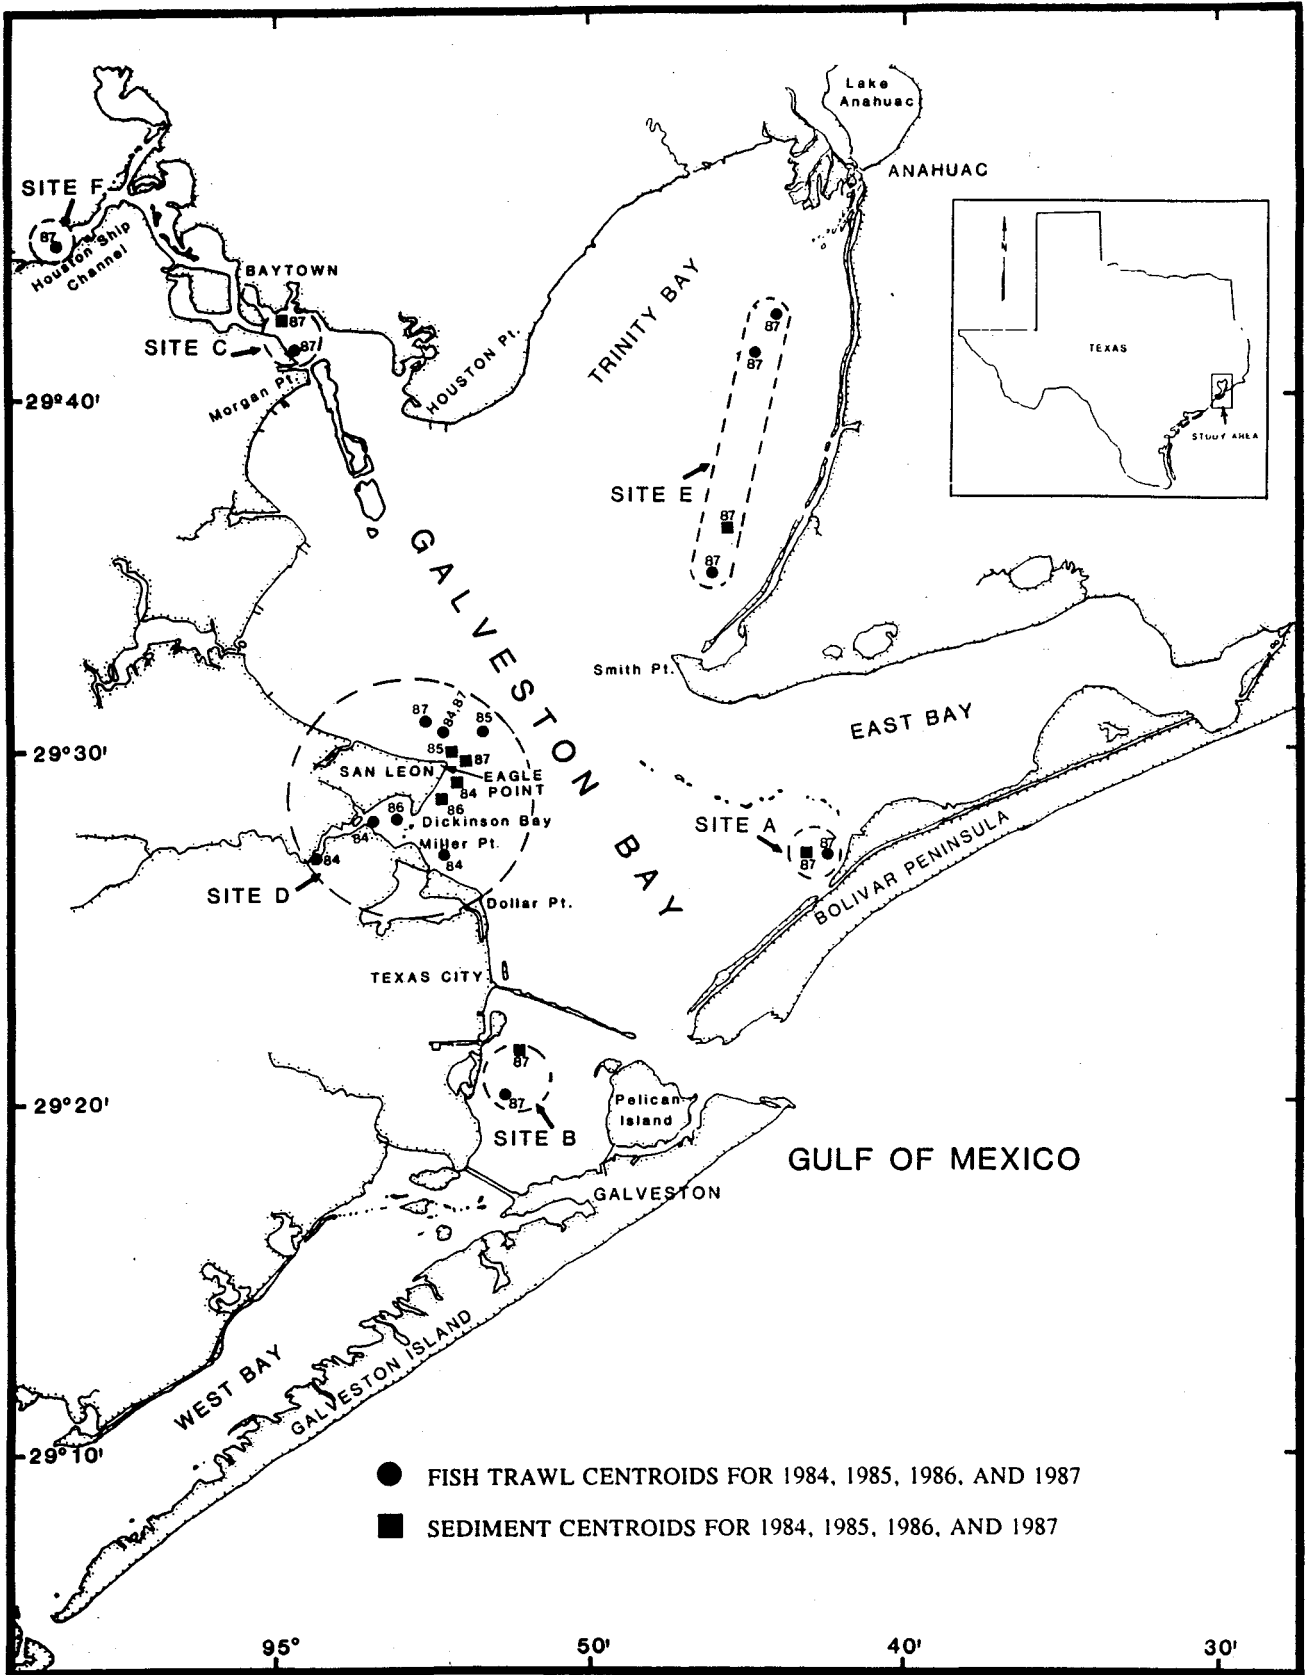 Lake
Anahuac
ANAHUAC
SITE F
87
Houston Ship
Channel
BAYTOWN
87
SITE C
87
Morgan Pt.
HOUSTON Pt.
TRINITY BAY
87
87
SITE E
87
87
N
TEXAS
STUDY AREA
29°40'
GALVESTON BAY
Smith Pt.
EAST BAY
87
84,87
85
29°30'
85
87
SAN LEON
EAGLE
POINT
84
86
86
84
Dickinson Bay
Miller Pt.
84
84
SITE D
Dollar Pt.
SITE A
87
87
BOLIVAR PENINSULA
TEXAS CITY
87
87
SITE B
29°20'
Pelican
Island
GULF OF MEXICO
GALVESTON
WEST BAY
GALVESTON ISLAND
29°10'
FISH TRAWL CENTROIDS FOR 1984, 1985, 1986, AND 1987
SEDIMENT CENTROIDS FOR 1984, 1985, 1986, AND 1987
95°
50'
40'
30'